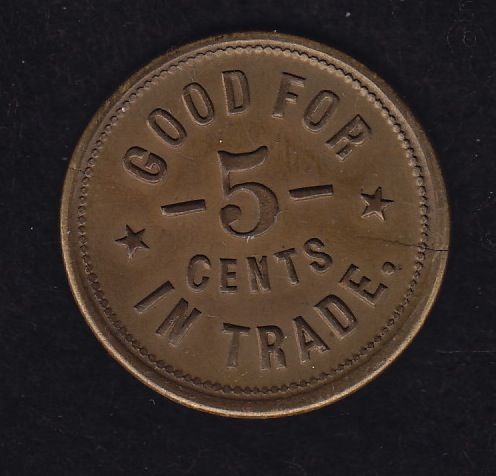 GOOD FOR
-5-
CENTS
IN TRADE.